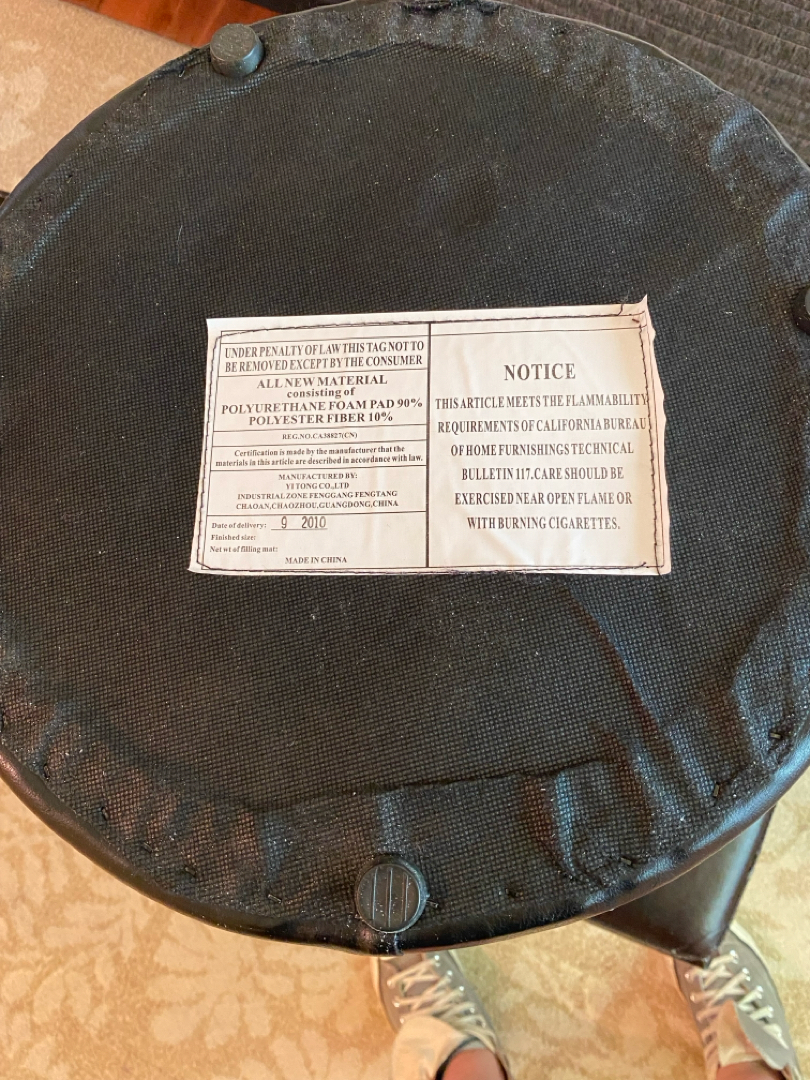 UNDER PENALTY OF LAW THIS TAG NOT TO
BE REMOVED EXCEPT BY THE CONSUMER
ALL NEW MATERIAL
consisting of
POLYURETHANE FOAM PAD 90%
POLYESTER FIBER 10%
REG.NO.CA38827(CN)
Certification is made by the manufacturer that the
materials in this article are described in accordance with law.
MANUFACTURED BY:
YI TONG CO.,LTD
INDUSTRIAL ZONE FENGGANG FENGTANG
CHAOAN,CHAOZHOU,GUANGDONG,CHINA
Date of delivery: 9 2010
Finished size:
Net wt of filling mat:
MADE IN CHINA
NOTICE
THIS ARTICLE MEETS THE FLAMMABILITY
REQUIREMENTS OF CALIFORNIA BUREAU
OF HOME FURNISHINGS TECHNICAL
BULLETIN 117.CARE SHOULD BE
EXERCISED NEAR OPEN FLAME OR
WITH BURNING CIGARETTES.